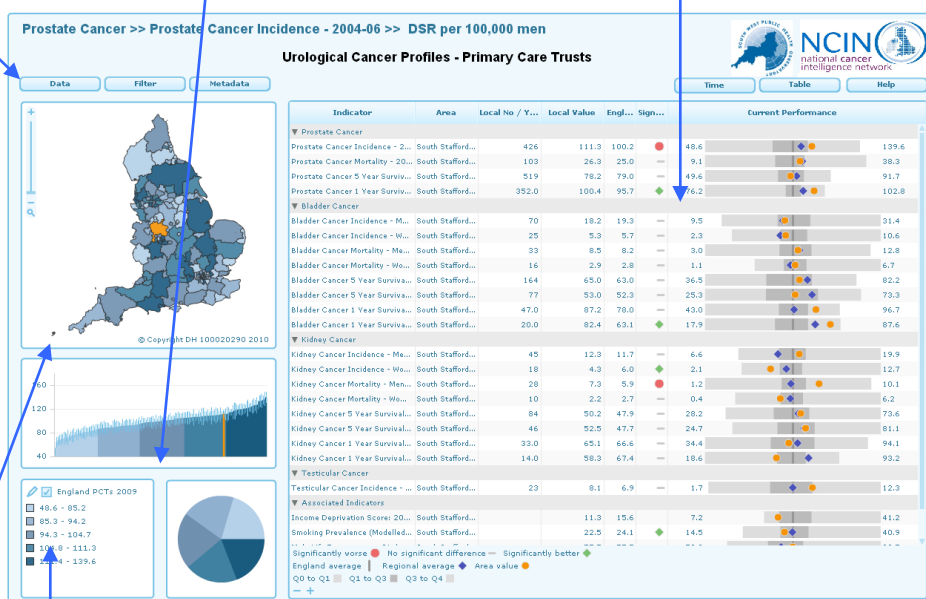 Prostate Cancer >> Prostate Cancer Incidence - 2004-06 >> DSR per 100,000 men
Urological Cancer Profiles - Primary Care Trusts
SOUTH WEST PUBLIC HEALTH OBSERVATORY
NCIN
national cancer
intelligence network
Data Filter Metadata
Time Table Help
© Copyright DH 100020290 2010
160
120
80
40
England PCTs 2009
48.6 - 85.2
85.3 - 94.2
94.3 - 104.7
- 111.3
- 139.6
Indicator Area Local No / Y... Local Value Engl... Sign... Current Performance
▼ Prostate Cancer
Prostate Cancer Incidence - 2... South Stafford... 426 111.3 100.2 48.6 139.6
Prostate Cancer Mortality - 20... South Stafford... 103 26.3 25.0 — 9.1 38.3
Prostate Cancer 5 Year Surviv... South Stafford... 519 78.2 79.0 — 49.6 91.7
Prostate Cancer 1 Year Surviv... South Stafford... 352.0 100.4 95.7 76.2 102.8
▼ Bladder Cancer
Bladder Cancer Incidence - M... South Stafford... 70 18.2 19.3 — 9.5 31.4
Bladder Cancer Incidence - W... South Stafford... 25 5.3 5.7 — 2.3 10.6
Bladder Cancer Mortality - Me... South Stafford... 33 8.5 8.2 — 3.0 12.8
Bladder Cancer Mortality - Wo... South Stafford... 16 2.9 2.8 — 1.1 6.7
Bladder Cancer 5 Year Surviva... South Stafford... 164 65.0 63.0 — 36.5 82.2
Bladder Cancer 5 Year Surviva... South Stafford... 77 53.0 52.3 — 25.3 73.3
Bladder Cancer 1 Year Surviva... South Stafford... 47.0 87.2 78.0 — 43.0 96.7
Bladder Cancer 1 Year Surviva... South Stafford... 20.0 82.4 63.1 17.9 87.6
▼ Kidney Cancer
Kidney Cancer Incidence - Me... South Stafford... 45 12.3 11.7 — 6.6 19.9
Kidney Cancer Incidence - Wo... South Stafford... 18 4.3 6.0 2.1 12.7
Kidney Cancer Mortality - Men... South Stafford... 28 7.3 5.9 1.2 10.1
Kidney Cancer Mortality - Wo... South Stafford... 10 2.2 2.7 — 0.4 6.2
Kidney Cancer 5 Year Survival... South Stafford... 84 50.2 47.9 — 28.2 73.6
Kidney Cancer 5 Year Survival... South Stafford... 46 52.5 47.7 — 24.7 81.1
Kidney Cancer 1 Year Survival... South Stafford... 33.0 65.1 66.6 — 34.4 94.1
Kidney Cancer 1 Year Survival... South Stafford... 14.0 58.3 67.4 — 18.6 93.2
▼ Testicular Cancer
Testicular Cancer Incidence - ... South Stafford... 23 8.1 6.9 — 1.7 12.3
▼ Associated Indicators
Income Deprivation Score: 20... South Stafford... 11.3 15.6 7.2 41.2
Smoking Prevalence (Modelled... South Stafford... 22.5 24.1 14.5 40.9
Significantly worse No significant difference — Significantly better
England average Regional average Area value
Q0 to Q1 Q1 to Q3 Q3 to Q4